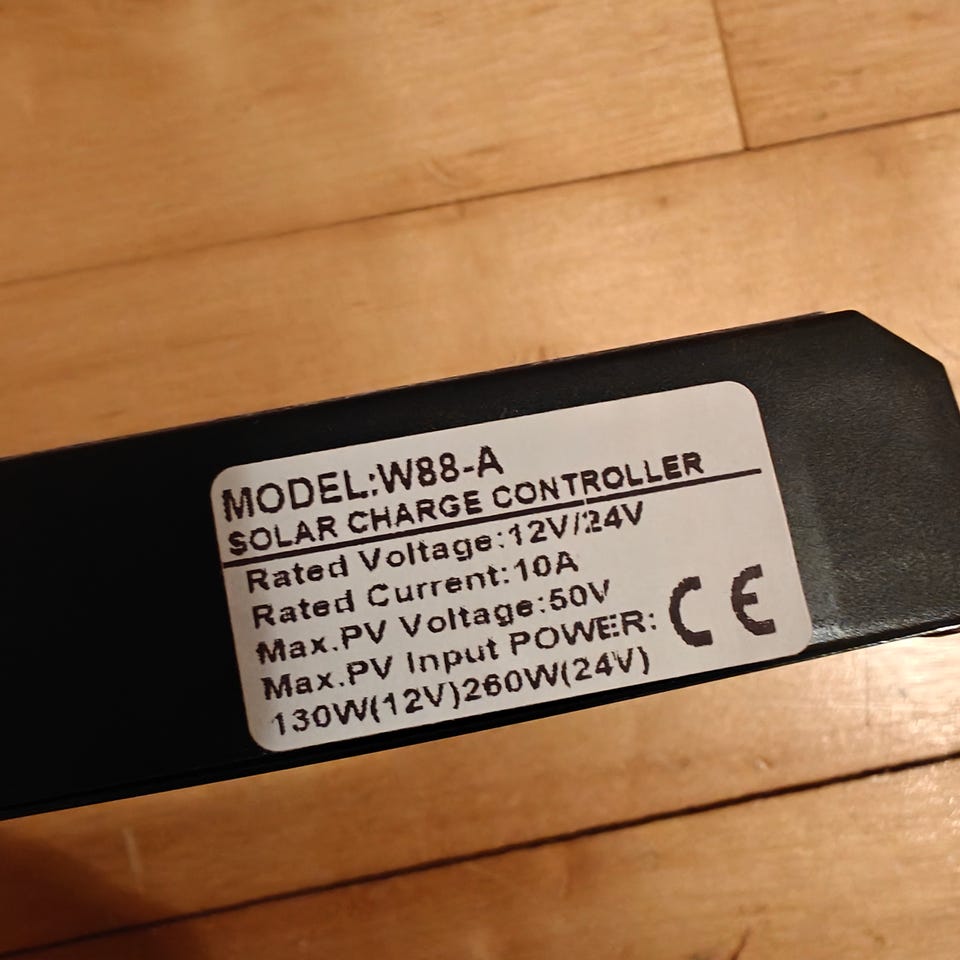 MODEL:W88-A
SOLAR CHARGE CONTROLLER
Rated Voltage:12V/24V
Rated Current:10A
Max.PV Voltage:50V
Max.PV Input POWER:
130W(12V)260W(24V)
CE